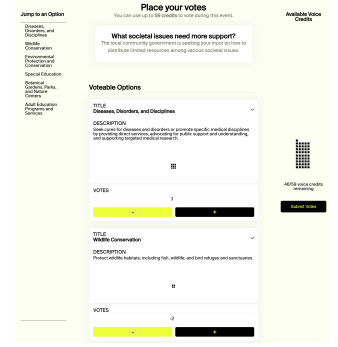 Jump to an Option
Diseases,
Disorders, and
Disciplines
Wildlife
Conservation
Environmental
Protection and
Conservation
Special Education
Botanical
Gardens, Parks,
and Nature
Centers
Adult Education
Programs and
Services
Place your votes
You can use up to 59 credits to vote during this event.
What societal issues need more support?
The local community government is seeking your input on how to
distribute limited resources among various societal issues.
Voteable Options
TITLE
Diseases, Disorders, and Disciplines
DESCRIPTION
Seek cures for diseases and disorders or promote specific medical disciplines
by providing direct services, advocating for public support and understanding,
and supporting targeted medical research.
VOTES
3
-
+
TITLE
Wildlife Conservation
DESCRIPTION
Protect wildlife habitats, including fish, wildlife, and bird refuges and sanctuaries.
VOTES
-2
-
+
Available Voice
Credits
46/59 voice credits
remaining
Submit Votes